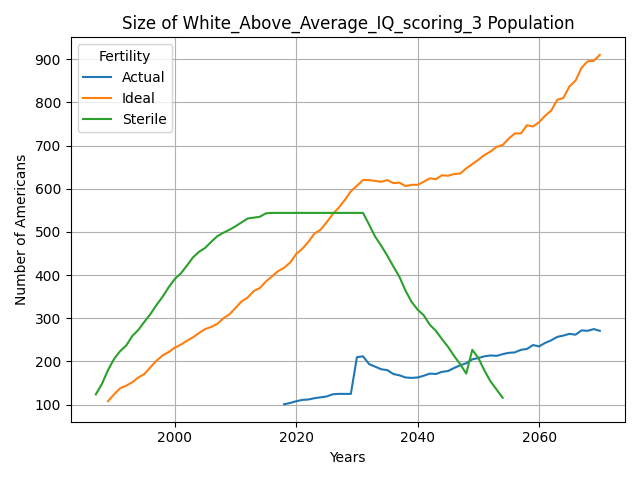 Size of White_Above_Average_IQ_scoring_3 Population
Fertility
Actual
Ideal
Sterile
Number of Americans
900
800
700
600
500
400
300
200
100
2000 2020 2040 2060
Years